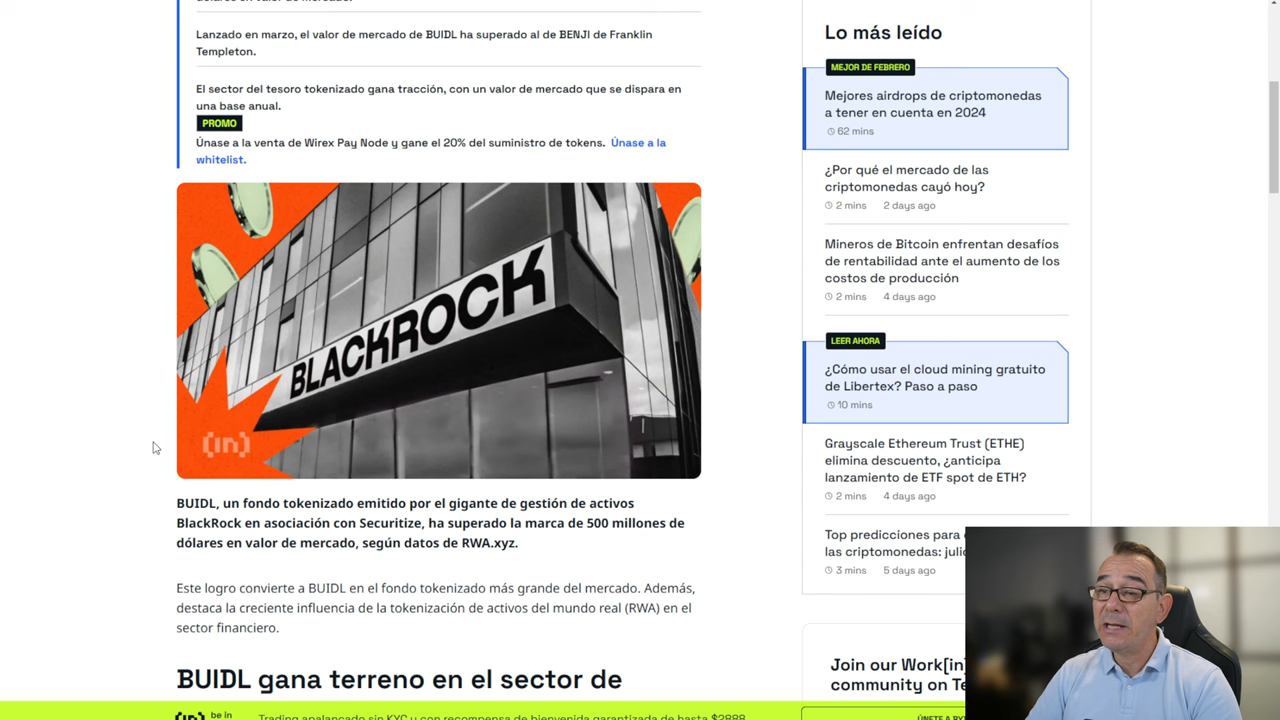 Lanzado en marzo, el valor de mercado de BUIDL ha superado al de BENJI de Franklin
Templeton.
El sector del tesoro tokenizado gana tracción, con un valor de mercado que se dispara en
una base anual.
PROMO
Únase a la venta de Wirex Pay Node y gane el 20% del suministro de tokens. Únase a la
whitelist.
BLACKROCK
(in)
BUIDL, un fondo tokenizado emitido por el gigante de gestión de activos
BlackRock en asociación con Securitize, ha superado la marca de 500 millones de
dólares en valor de mercado, según datos de RWA.xyz.
Este logro convierte a BUIDL en el fondo tokenizado más grande del mercado. Además,
destaca la creciente influencia de la tokenización de activos del mundo real (RWA) en el
sector financiero.
BUIDL gana terreno en el sector de
Lo más leído
MEJOR DE FEBRERO
Mejores airdrops de criptomonedas
a tener en cuenta en 2024
62 mins
¿Por qué el mercado de las
criptomonedas cayó hoy?
2 mins 2 days ago
Mineros de Bitcoin enfrentan desafíos
de rentabilidad ante el aumento de los
costos de producción
2 mins 4 days ago
LEER AHORA
¿Cómo usar el cloud mining gratuito
de Libertex? Paso a paso
10 mins
Grayscale Ethereum Trust (ETHE)
elimina descuento, ¿anticipa
lanzamiento de ETF spot de ETH?
2 mins 4 days ago
Top predicciones para
las criptomonedas: julio
3 mins 5 days ago
Join our Work[in]
community on
be in
Trading apalancado sin KYC y con recompensa de bienvenida garantizada de hasta $2888